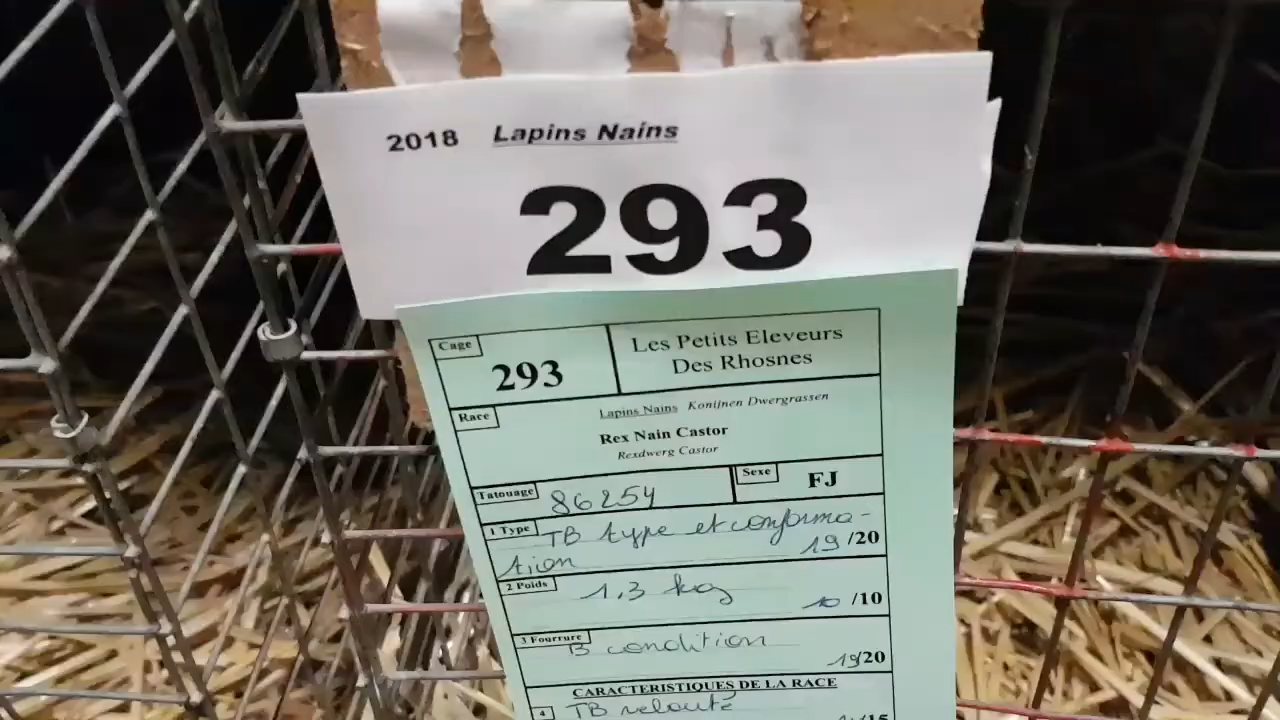 2018 Lapins Nains
293
Cage
293
Les Petits Eleveurs
Des Rhosnes
Race
Lapins Nains Konijnen Dwergrassen
Rex Nain Castor
Rexdwerg Castor
Tatouage 86254
Sexe FJ
1 Type TB type et conforma-
tion 19 /20
2 Poids 1,3 kg 10 /10
3 Fourrure B condition
19/20
CARACTERISTIQUES DE LA RACE
4 TB velouté